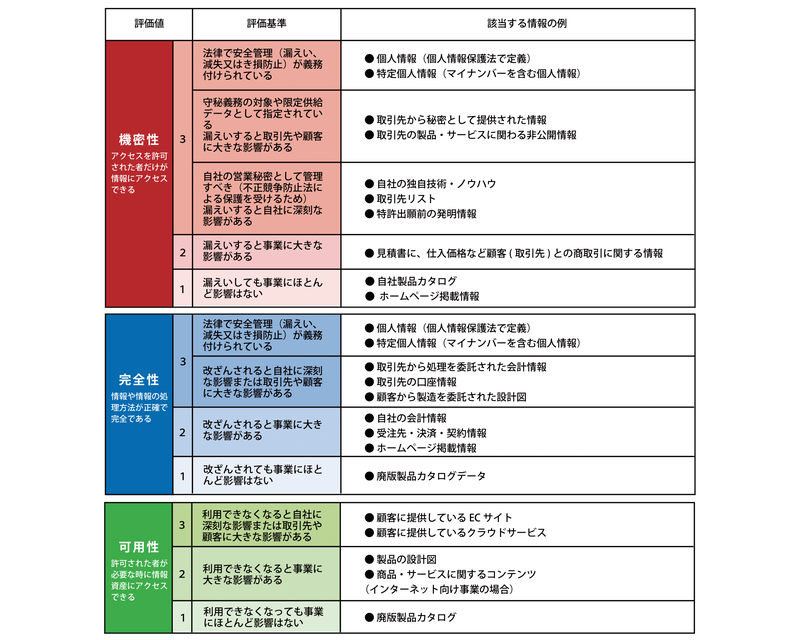 評価値
評価基準
該当する情報の例
機密性
アクセスを許可
された者だけが
情報にアクセス
できる
3
法律で安全管理（漏えい、
滅失又はき損防止）が義務
付けられている
● 個人情報（個人情報保護法で定義）
● 特定個人情報（マイナンバーを含む個人情報）
守秘義務の対象や限定供給
データとして指定されてい
る
漏えいすると取引先や顧客
に大きな影響がある
● 取引先から秘密として提供された情報
● 取引先の製品・サービスに関わる非公開情報
自社の営業秘密として管理
すべき（不正競争防止法に
よる保護を受けるため）
漏えいすると自社に深刻な
影響がある
● 自社の独自技術・ノウハウ
● 取引先リスト
● 特許出願前の発明情報
2
漏えいすると事業に大きな
影響がある
● 見積書に、仕入価格など顧客 ( 取引先 ) との商取引に関する情報
1
漏えいしても事業にほとん
ど影響はない
● 自社製品カタログ
● ホームページ掲載情報
完全性
情報や情報の処
理方法が正確で
完全である
3
法律で安全管理（漏えい、
滅失又はき損防止）が義務
付けられている
● 個人情報（個人情報保護法で定義）
● 特定個人情報（マイナンバーを含む個人情報）
改ざんされると自社に深刻
な影響または取引先や顧客
に大きな影響がある
● 取引先から処理を委託された会計情報
● 取引先の口座情報
● 顧客から製造を委託された設計図
2
改ざんされると事業に大き
な影響がある
● 自社の会計情報
● 受注先・決済・契約情報
● ホームページ掲載情報
1
改ざんされても事業にほと
んど影響はない
● 廃版製品カタログデータ
可用性
許可された者が
必要な時に情報
資産にアクセス
できる
3
利用できなくなると自社に
深刻な影響または取引先や
顧客に大きな影響がある
● 顧客に提供している EC サイト
● 顧客に提供しているクラウドサービス
2
利用できなくなると事業に
大きな影響がある
● 製品の設計図
● 商品・サービスに関するコンテンツ
（インターネット向け事業の場合）
1
利用できなくなっても事業
にほとんど影響はない
● 廃版製品カタログ